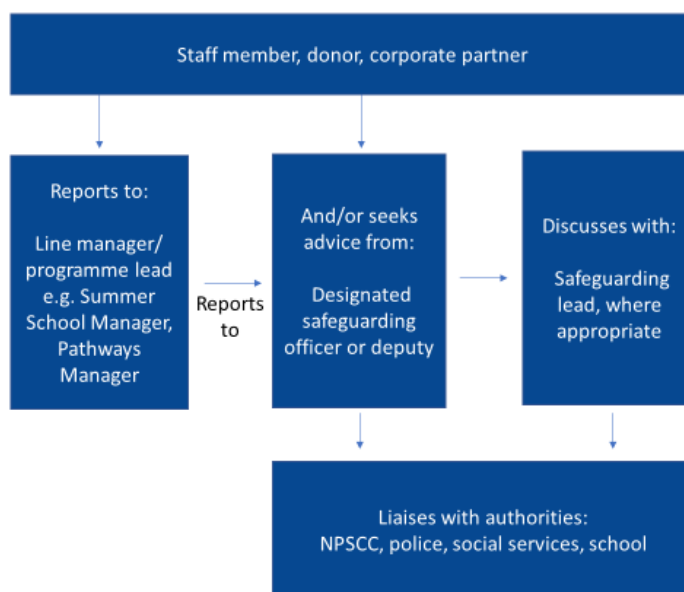 Staff member, donor, corporate partner
Reports to:
Line manager/
programme lead
e.g. Summer
School Manager,
Pathways
Manager
Reports
to
And/or seeks
advice from:
Designated
safeguarding
officer or deputy
Discusses with:
Safeguarding
lead, where
appropriate
Liaises with authorities:
NPSCC, police, social services, school